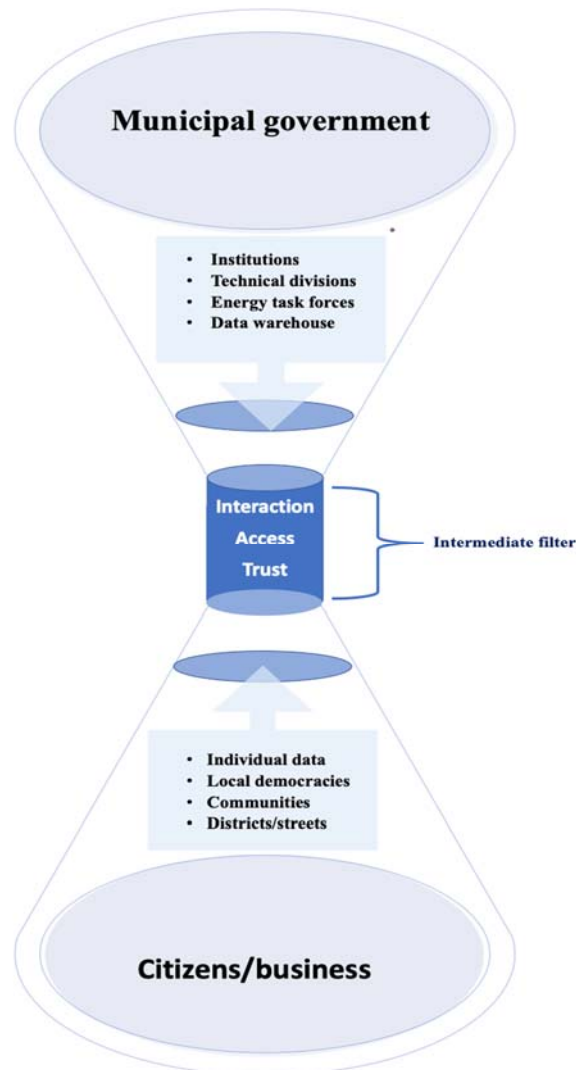 Municipal government
*
• Institutions
• Technical divisions
• Energy task forces
• Data warehouse
Interaction
Access
Trust
Intermediate filter
• Individual data
• Local democracies
• Communities
• Districts/streets
Citizens/business